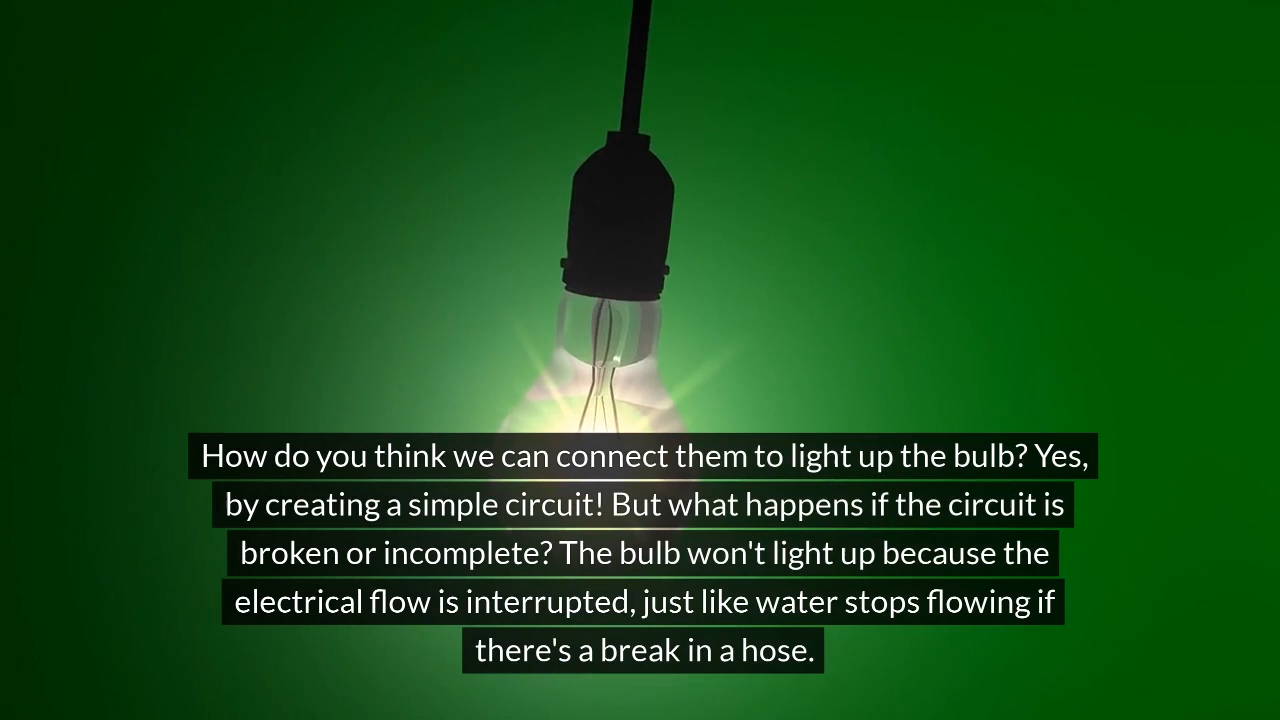 How do you think we can connect them to light up the bulb? Yes,
by creating a simple circuit! But what happens if the circuit is
broken or incomplete? The bulb won't light up because the
electrical flow is interrupted, just like water stops flowing if
there's a break in a hose.